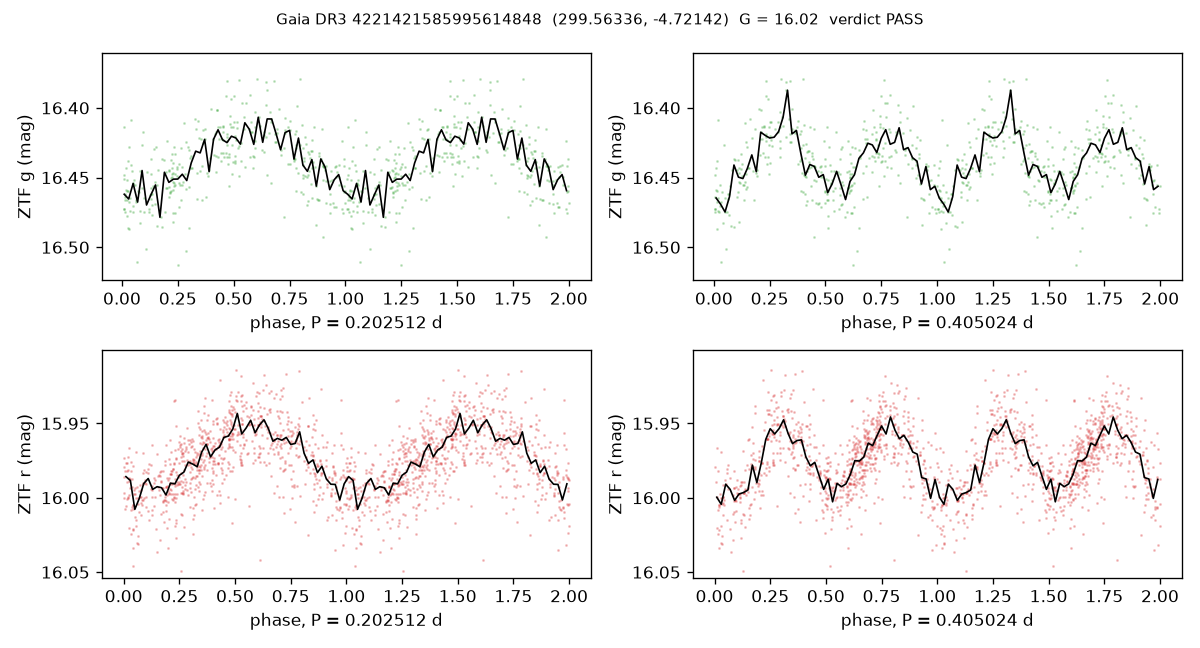 Gaia DR3 4221421585995614848 (299.56336, -4.72142) G = 16.02 verdict PASS
ZTF g (mag)
16.40
16.45
16.50
0.00 0.25 0.50 0.75 1.00 1.25 1.50 1.75 2.00
phase, P = 0.202512 d
ZTF g (mag)
16.40
16.45
16.50
0.00 0.25 0.50 0.75 1.00 1.25 1.50 1.75 2.00
phase, P = 0.405024 d
ZTF r (mag)
15.95
16.00
16.05
0.00 0.25 0.50 0.75 1.00 1.25 1.50 1.75 2.00
phase, P = 0.202512 d
ZTF r (mag)
15.95
16.00
16.05
0.00 0.25 0.50 0.75 1.00 1.25 1.50 1.75 2.00
phase, P = 0.405024 d